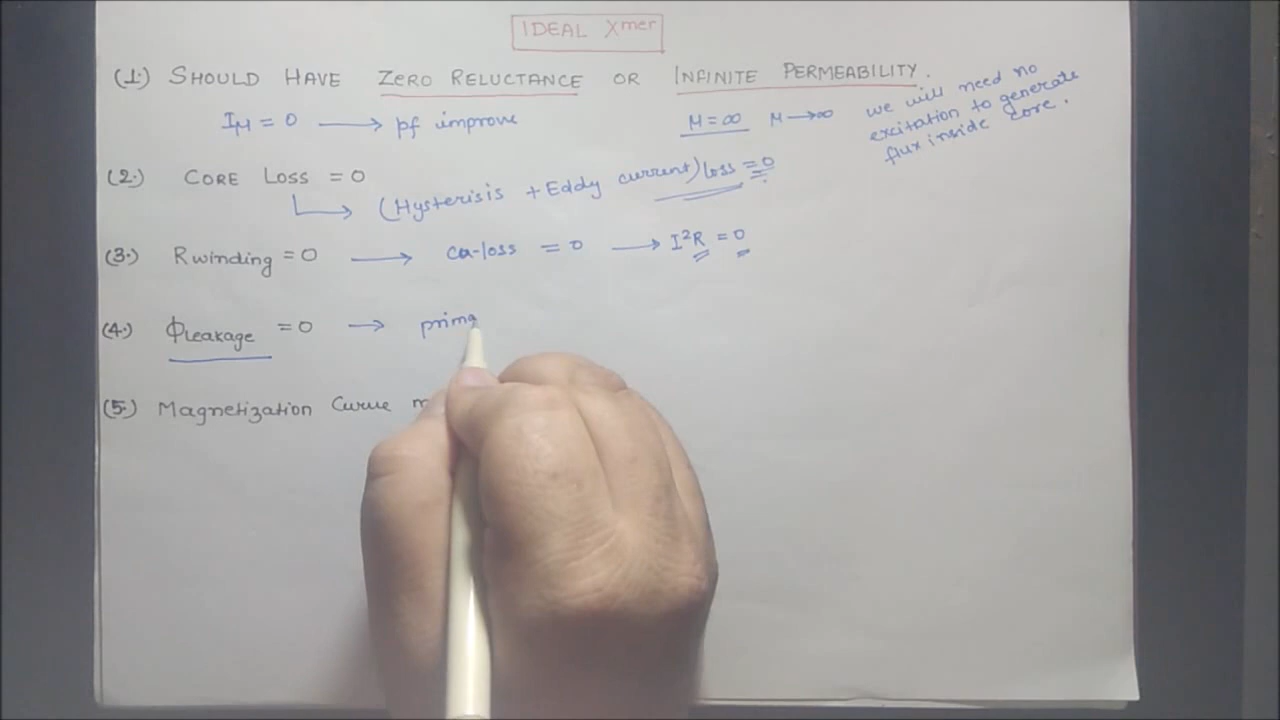 IDEAL Xmer
(1.) SHOULD HAVE ZERO RELUCTANCE OR INFINITE PERMEABILITY.
IM = 0 → pf improve
μ = ∞ μ → ∞
we will need no
excitation to generate
flux inside core.
(2.) CORE LOSS = 0
(Hysterisis + Eddy current) loss = 0
(3.) Rwinding = 0 → cu-loss = 0 → I²R = 0
(4.) ΦLeakage = 0 → prima
(5.) Magnetization Curve